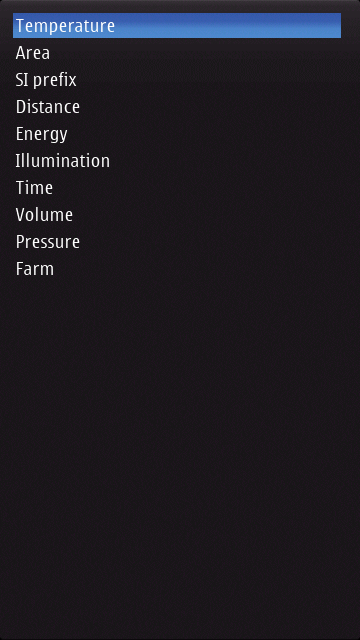 Temperature
Area
SI prefix
Distance
Energy
Illumination
Time
Volume
Pressure
Farm